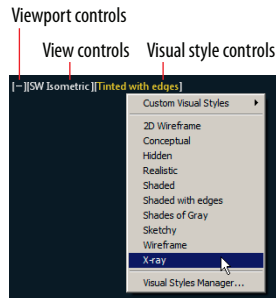 Viewport controls
View controls Visual style controls
[−][SW Isometric][Tinted with edges]
Custom Visual Styles
2D Wireframe
Conceptual
Hidden
Realistic
Shaded
Shaded with edges
Shades of Gray
Sketchy
Wireframe
X-ray
Visual Styles Manager...